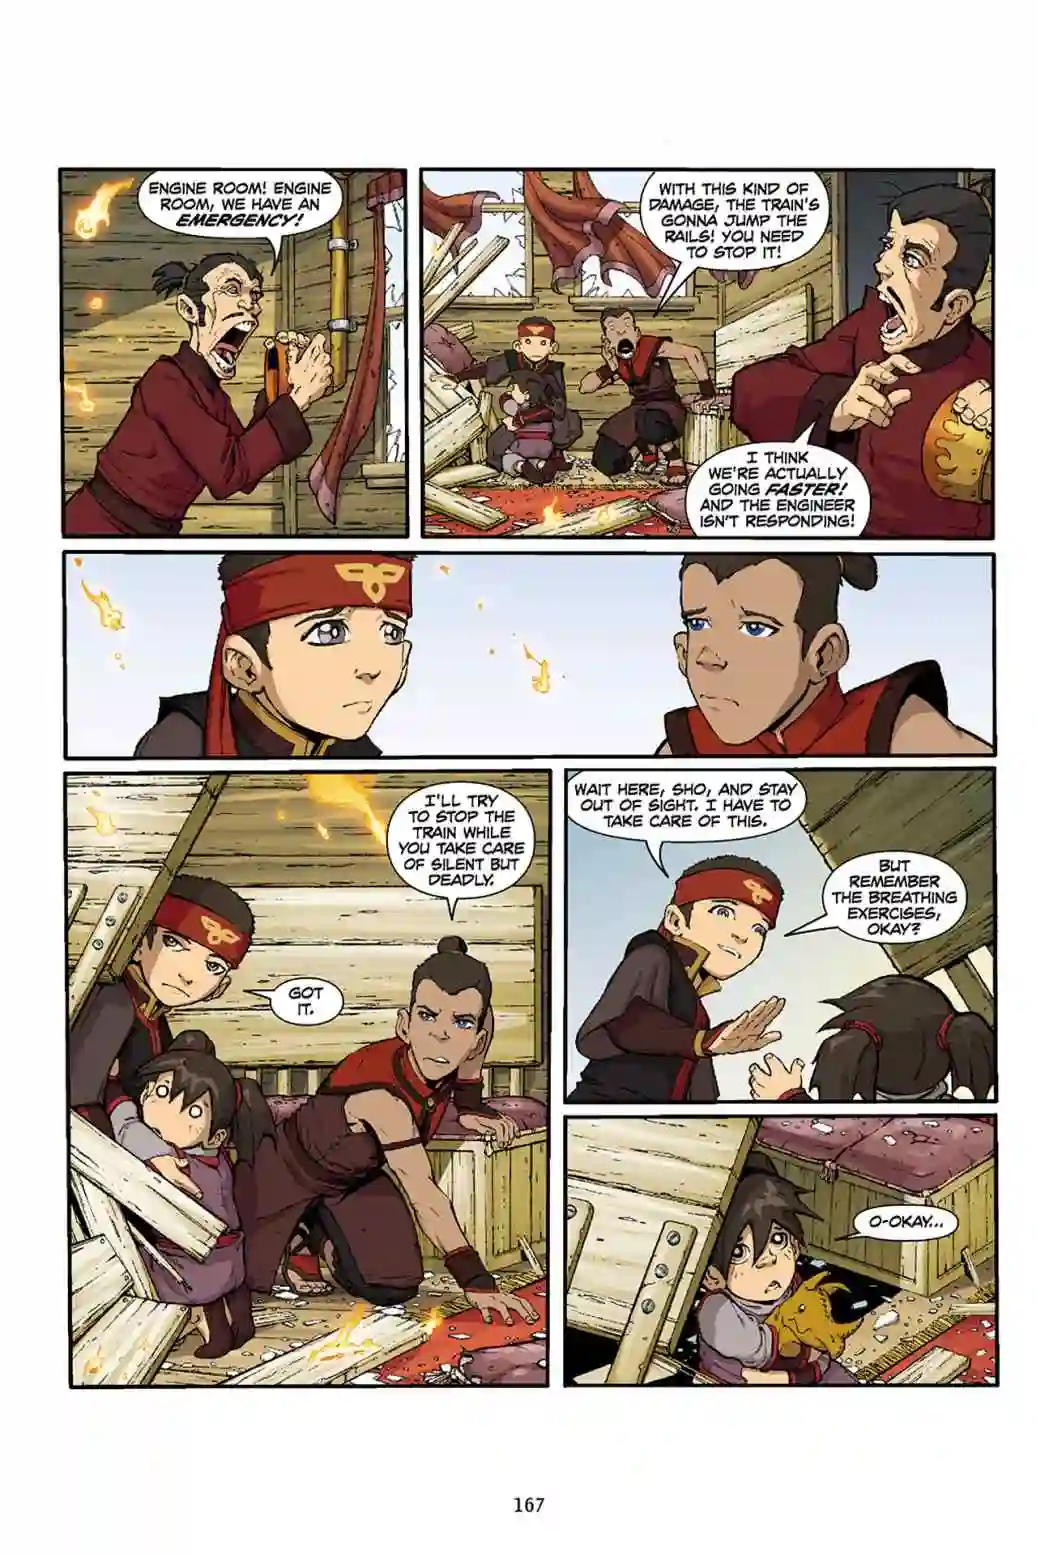 ENGINE ROOM! ENGINE
ROOM, WE HAVE AN
EMERGENCY!
WITH THIS KIND OF
DAMAGE, THE TRAIN'S
GONNA JUMP THE
RAILS! YOU NEED
TO STOP IT!
I THINK
WE'RE ACTUALLY
GOING FASTER!
AND THE ENGINEER
ISN'T RESPONDING!
I'LL TRY
TO STOP THE
TRAIN WHILE
YOU TAKE CARE
OF SILENT BUT
DEADLY.
GOT
IT.
WAIT HERE, SHO, AND STAY
OUT OF SIGHT. I HAVE TO
TAKE CARE OF THIS.
BUT
REMEMBER
THE BREATHING
EXERCISES,
OKAY?
O-OKAY...
167